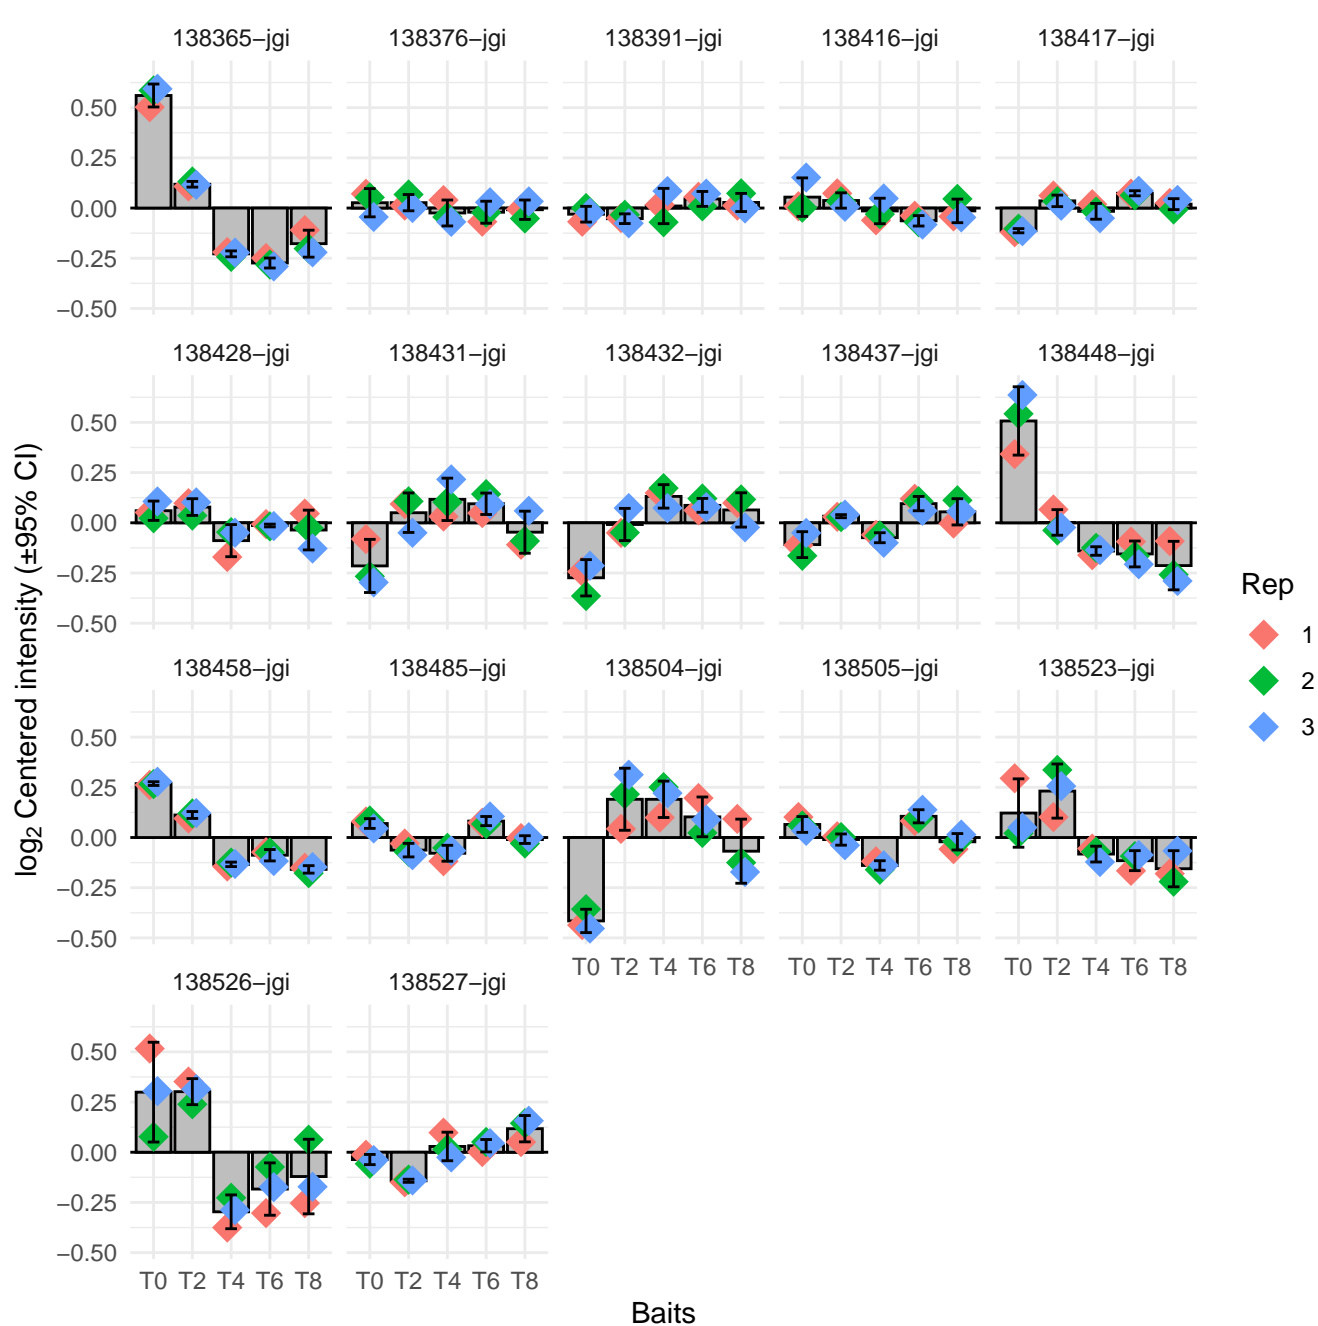 138365−jgi 138376−jgi 138391−jgi 138416−jgi 138417−jgi
0.50
0.25
0.00
−0.25
−0.50
138428−jgi 138431−jgi 138432−jgi 138437−jgi 138448−jgi
0.50
0.25
0.00
−0.25
−0.50
138458−jgi 138485−jgi 138504−jgi 138505−jgi 138523−jgi
0.50
0.25
0.00
−0.25
−0.50
T0 T2 T4 T6 T8 T0 T2 T4 T6 T8 T0 T2 T4 T6 T8
138526−jgi 138527−jgi
0.50
0.25
0.00
−0.25
−0.50
T0 T2 T4 T6 T8 T0 T2 T4 T6 T8
Baits
log₂ Centered intensity (±95% CI)
Rep
1
2
3